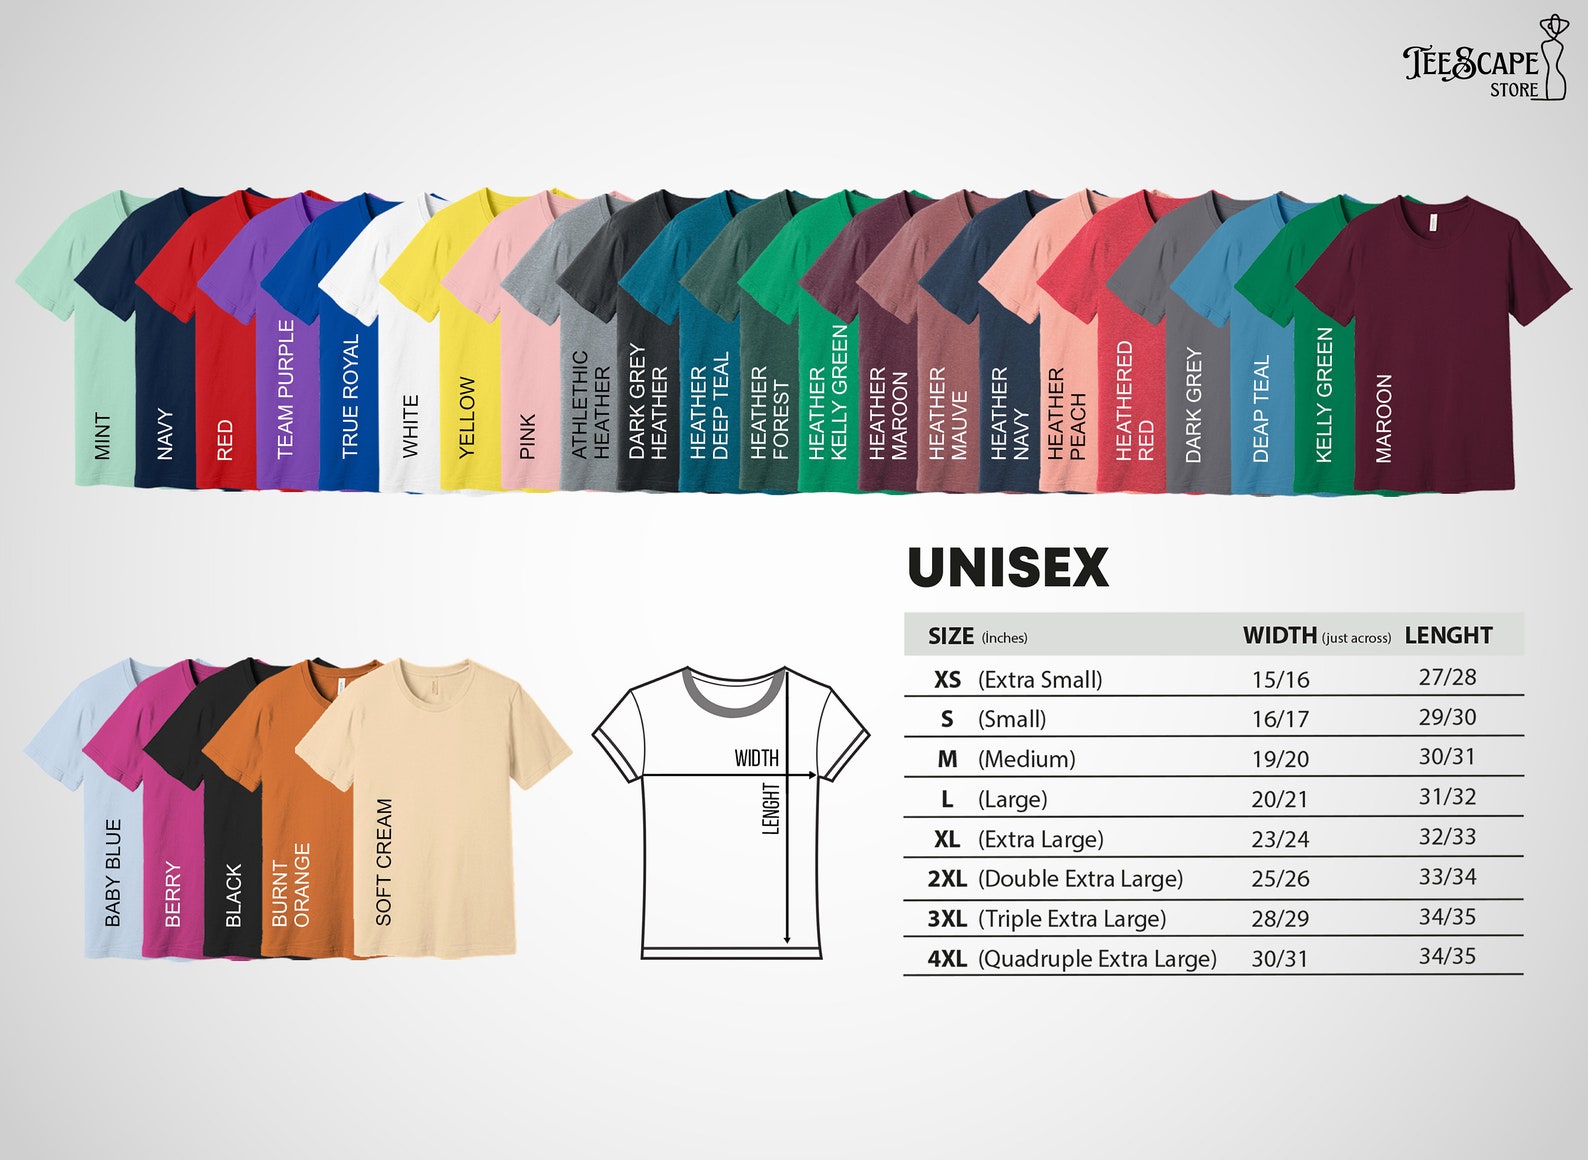 TEESCAPE
STORE
MINT
NAVY
RED
TEAM PURPLE
TRUE ROYAL
WHITE
YELLOW
PINK
ATHLETHIC
HEATHER
DARK GREY
HEATHER
HEATHER
DEEP TEAL
HEATHER
FOREST
HEATHER
KELLY GREEN
HEATHER
MAROON
HEATHER
MAUVE
HEATHER
NAVY
HEATHER
PEACH
HEATHERED
RED
DARK GREY
DEAP TEAL
KELLY GREEN
MAROON
BABY BLUE
BERRY
BLACK
BURNT
ORANGE
SOFT CREAM
WIDTH
LENGHT
UNISEX
SIZE (İnches) WIDTH (just across) LENGHT
XS (Extra Small) 15/16 27/28
S (Small) 16/17 29/30
M (Medium) 19/20 30/31
L (Large) 20/21 31/32
XL (Extra Large) 23/24 32/33
2XL (Double Extra Large) 25/26 33/34
3XL (Triple Extra Large) 28/29 34/35
4XL (Quadruple Extra Large) 30/31 34/35